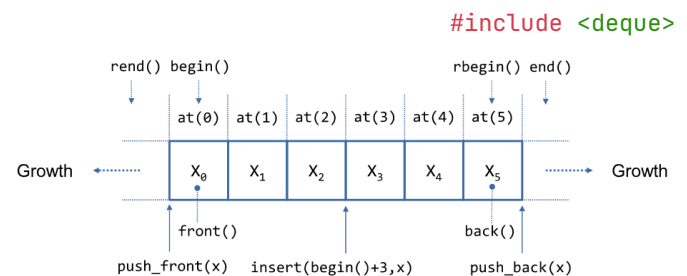 #include <deque>
rend() begin() rbegin() end()
at(0) at(1) at(2) at(3) at(4) at(5)
Growth X0 X1 X2 X3 X4 X5 Growth
front() back()
push_front(x) insert(begin()+3,x) push_back(x)